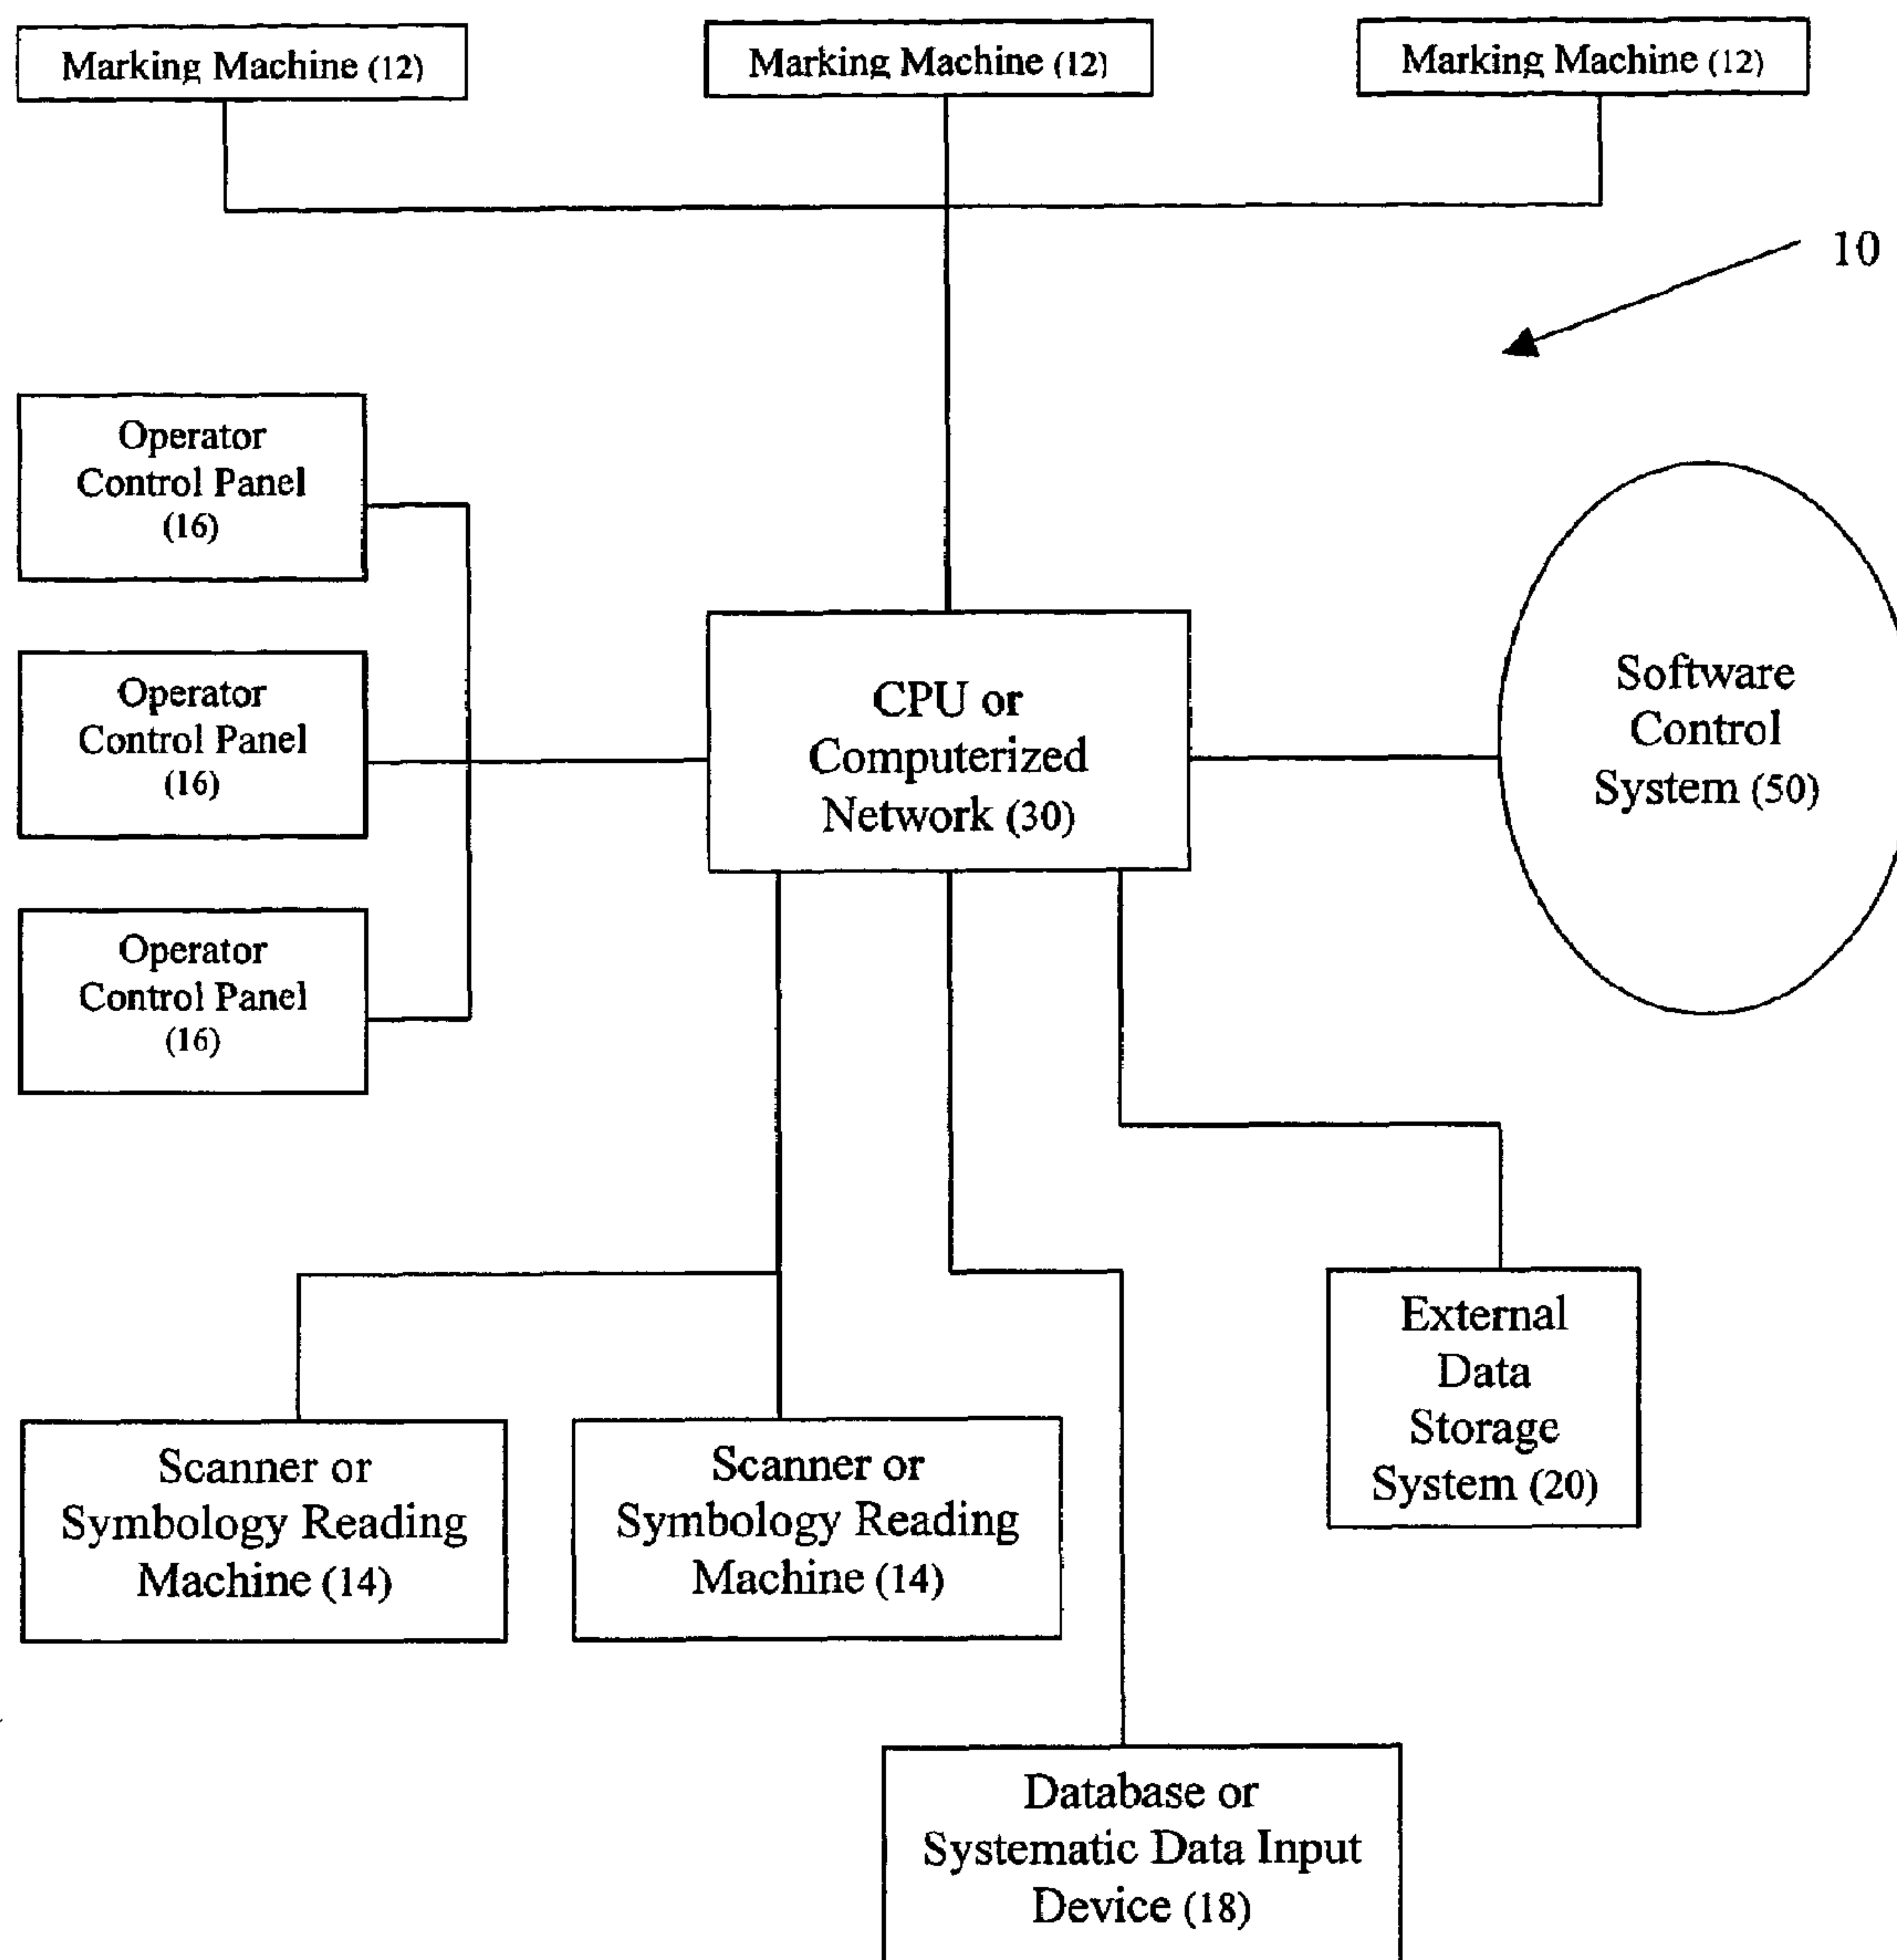 Marking Machine (12)
Marking Machine (12)
Marking Machine (12)
10
Operator
Control Panel
(16)
Operator
Control Panel
(16)
Operator
Control Panel
(16)
CPU or
Computerized
Network (30)
Software
Control
System (50)
External
Data
Storage
System (20)
Scanner or
Symbology Reading
Machine (14)
Scanner or
Symbology Reading
Machine (14)
Database or
Systematic Data Input
Device (18)